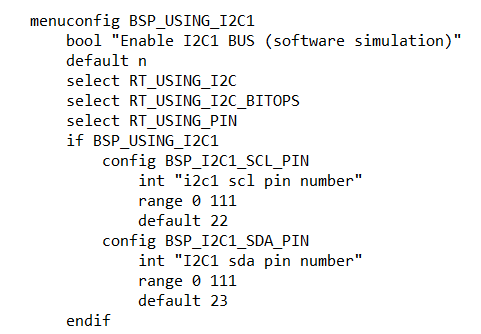 menuconfig BSP_USING_I2C1
    bool "Enable I2C1 BUS (software simulation)"
    default n
    select RT_USING_I2C
    select RT_USING_I2C_BITOPS
    select RT_USING_PIN
    if BSP_USING_I2C1
        config BSP_I2C1_SCL_PIN
            int "i2c1 scl pin number"
            range 0 111
            default 22
        config BSP_I2C1_SDA_PIN
            int "I2C1 sda pin number"
            range 0 111
            default 23
    endif